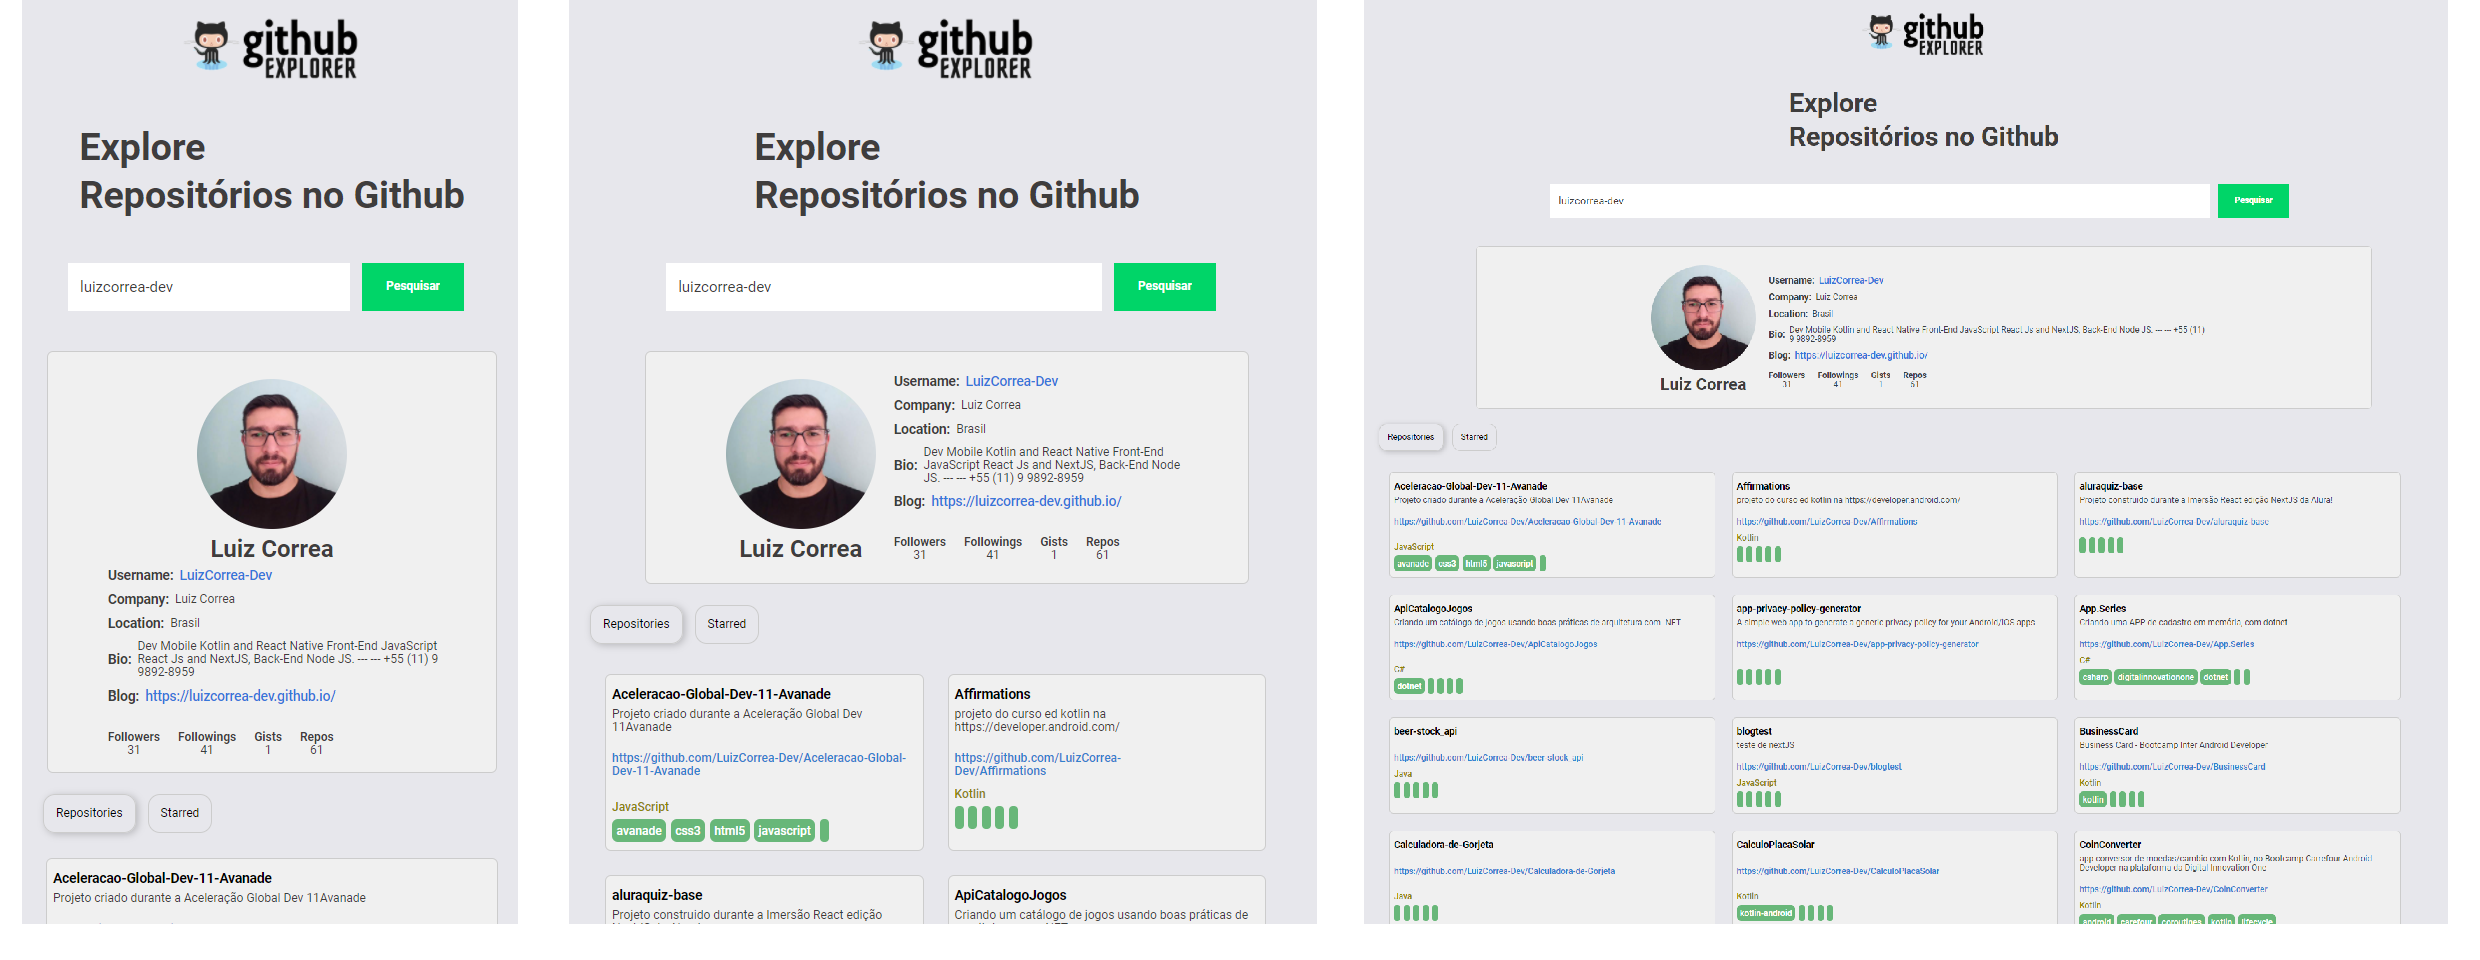 github
EXPLORER
Explore
Repositórios no Github
luizcorrea-dev
Pesquisar
Luiz Correa
Username: LuizCorrea-Dev
Company: Luiz Correa
Location: Brasil
Bio: Dev Mobile Kotlin and React Native Front-End JavaScript
React Js and NextJS, Back-End Node JS. --- --- +55 (11) 9
9892-8959
Blog: https://luizcorrea-dev.github.io/
Followers Followings Gists Repos
31 41 1 61
Repositories Starred
Aceleracao-Global-Dev-11-Avanade
Projeto criado durante a Aceleração Global Dev 11Avanade
github
EXPLORER
Explore
Repositórios no Github
luizcorrea-dev
Pesquisar
Luiz Correa
Username: LuizCorrea-Dev
Company: Luiz Correa
Location: Brasil
Bio: Dev Mobile Kotlin and React Native Front-End
JavaScript React Js and NextJS, Back-End Node
JS. --- --- +55 (11) 9 9892-8959
Blog: https://luizcorrea-dev.github.io/
Followers Followings Gists Repos
31 41 1 61
Repositories Starred
Aceleracao-Global-Dev-11-Avanade
Projeto criado durante a Aceleração Global Dev
11Avanade
https://github.com/LuizCorrea-Dev/Aceleracao-Global-
Dev-11-Avanade
JavaScript
avanade css3 html5 javascript
Affirmations
projeto do curso ed kotlin na
https://developer.android.com/
https://github.com/LuizCorrea-
Dev/Affirmations
Kotlin
aluraquiz-base
Projeto construido durante a Imersão React edição
ApiCatalogoJogos
Criando um catálogo de jogos usando boas práticas de
github
EXPLORER
Explore
Repositórios no Github
luizcorrea-dev
Pesquisar
Luiz Correa
Username: LuizCorrea-Dev
Company: Luiz Correa
Location: Brasil
Bio: Dev Mobile Kotlin and React Native Front-End JavaScript React Js and NextJS, Back-End Node JS. --- --- +55 (11)
9 9892-8959
Blog: https://luizcorrea-dev.github.io/
Followers Followings Gists Repos
31 41 1 61
Repositories Starred
Aceleracao-Global-Dev-11-Avanade
Projeto criado durante a Aceleração Global Dev 11Avanade
https://github.com/LuizCorrea-Dev/Aceleracao-Global-Dev-11-Avanade
JavaScript
avanade css3 html5 javascript
Affirmations
projeto do curso ed kotlin na https://developer.android.com/
https://github.com/LuizCorrea-Dev/Affirmations
Kotlin
aluraquiz-base
Projeto construido durante a Imersão React edição NextJS da Alura!
https://github.com/LuizCorrea-Dev/aluraquiz-base
ApiCatalogoJogos
Criando um catálogo de jogos usando boas práticas de arquitetura com .NET
https://github.com/LuizCorrea-Dev/ApiCatalogoJogos
C#
dotnet
app-privacy-policy-generator
A simple web app to generate a generic privacy policy for your Android/iOS apps
https://github.com/LuizCorrea-Dev/app-privacy-policy-generator
App.Series
Criando uma APP de cadastro em memória, com dotnet
https://github.com/LuizCorrea-Dev/App.Series
C#
csharp digitalinnovationone dotnet
beer-stock_api
https://github.com/LuizCorrea-Dev/beer-stock_api
Java
blogtest
teste de nextJS
https://github.com/LuizCorrea-Dev/blogtest
JavaScript
BusinessCard
Business Card - Bootcamp Inter Android Developer
https://github.com/LuizCorrea-Dev/BusinessCard
Kotlin
kotlin
Calculadora-de-Gorjeta
https://github.com/LuizCorrea-Dev/Calculadora-de-Gorjeta
Java
CalculoPlacaSolar
https://github.com/LuizCorrea-Dev/CalculoPlacaSolar
Kotlin
kotlin-android
CoinConverter
app conversor de moedas/cambio com Kotlin, no Bootcamp Carrefour Android
Developer na plataforma da Digital Innovation One
https://github.com/LuizCorrea-Dev/CoinConverter
Kotlin
android carefour coroutines kotlin lifecycle